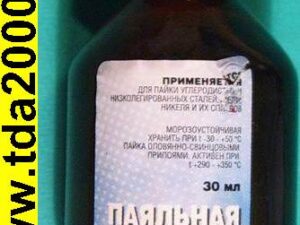 www.tda2000
ПРИМЕНЯЕТСЯ
ДЛЯ ПАЙКИ УГЛЕРОДИСТЫХ И
НИЗКОЛЕГИРОВАННЫХ СТАЛЕЙ,
НИКЕЛЯ И ИХ СПЛАВОВ
МОРОЗОУСТОЙЧИВАЯ
ХРАНИТЬ ПРИ t -30 - +50 °C
ПАЙКА ОЛОВЯННО-СВИНЦОВЫМИ
ПРИПОЯМИ. АКТИВЕН ПРИ
t +290 - +350 °C
30 мл
ПАЯЛЬНАЯ